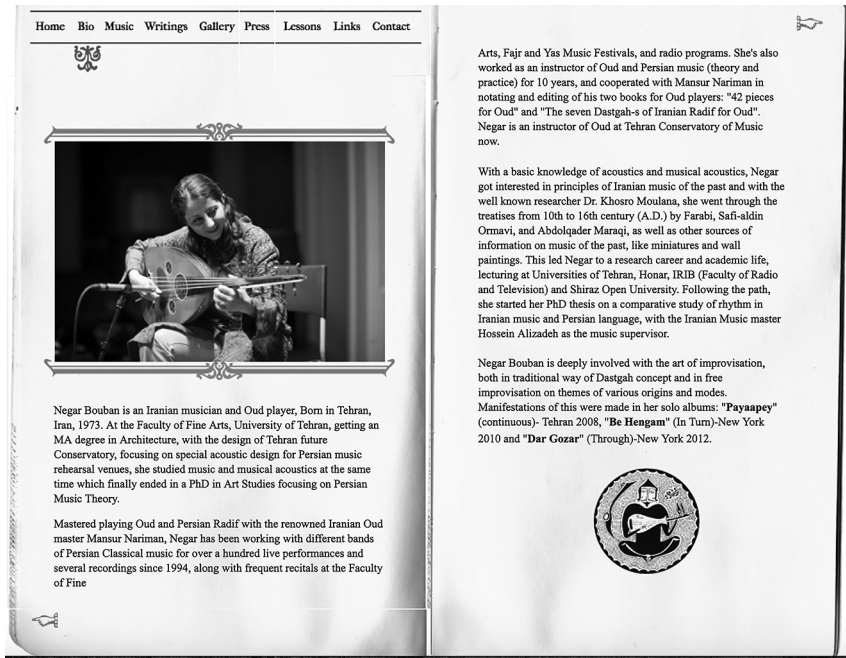 Home Bio Music Writings Gallery Press Lessons Links Contact
Negar Bouban is an Iranian musician and Oud player, Born in Tehran,
Iran, 1973. At the Faculty of Fine Arts, University of Tehran, getting an
MA degree in Architecture, with the design of Tehran future
Conservatory, focusing on special acoustic design for Persian music
rehearsal venues, she studied music and musical acoustics at the same
time which finally ended in a PhD in Art Studies focusing on Persian
Music Theory.
Mastered playing Oud and Persian Radif with the renowned Iranian Oud
master Mansur Nariman, Negar has been working with different bands
of Persian Classical music for over a hundred live performances and
several recordings since 1994, along with frequent recitals at the Faculty
of Fine
Arts, Fajr and Yas Music Festivals, and radio programs. She's also
worked as an instructor of Oud and Persian music (theory and
practice) for 10 years, and cooperated with Mansur Nariman in
notating and editing of his two books for Oud players: "42 pieces
for Oud" and "The seven Dastgah-s of Iranian Radif for Oud".
Negar is an instructor of Oud at Tehran Conservatory of Music
now.
With a basic knowledge of acoustics and musical acoustics, Negar
got interested in principles of Iranian music of the past and with the
well known researcher Dr. Khosro Moulana, she went through the
treatises from 10th to 16th century (A.D.) by Farabi, Safi-aldin
Ormavi, and Abdolqader Maraqi, as well as other sources of
information on music of the past, like miniatures and wall
paintings. This led Negar to a research career and academic life,
lecturing at Universities of Tehran, Honar, IRIB (Faculty of Radio
and Television) and Shiraz Open University. Following the path,
she started her PhD thesis on a comparative study of rhythm in
Iranian music and Persian language, with the Iranian Music master
Hossein Alizadeh as the music supervisor.
Negar Bouban is deeply involved with the art of improvisation,
both in traditional way of Dastgah concept and in free
improvisation on themes of various origins and modes.
Manifestations of this were made in her solo albums: "Payaapey"
(continuous)- Tehran 2008, "Be Hengam" (In Turn)-New York
2010 and "Dar Gozar" (Through)-New York 2012.